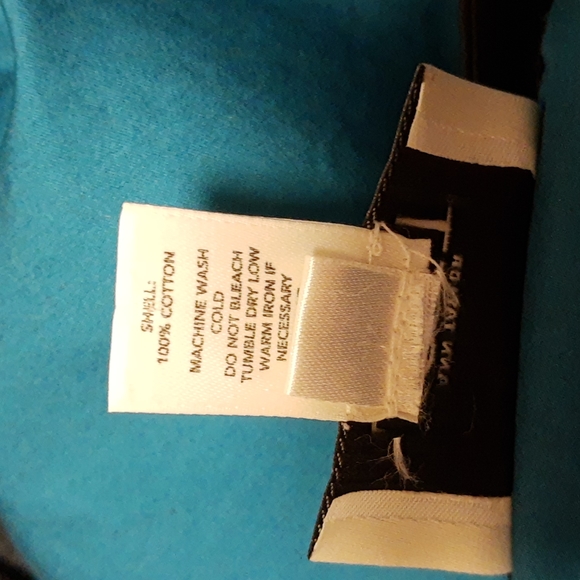 SHELL:
100% COTTON
MACHINE WASH
COLD
DO NOT BLEACH
TUMBLE DRY LOW
WARM IRON IF
NECESSARY